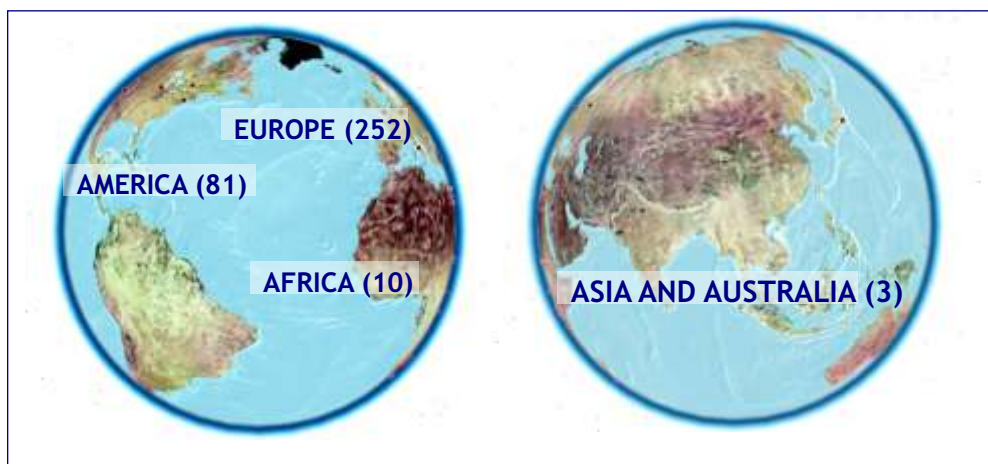 EUROPE (252)
AMERICA (81)
AFRICA (10)
ASIA AND AUSTRALIA (3)